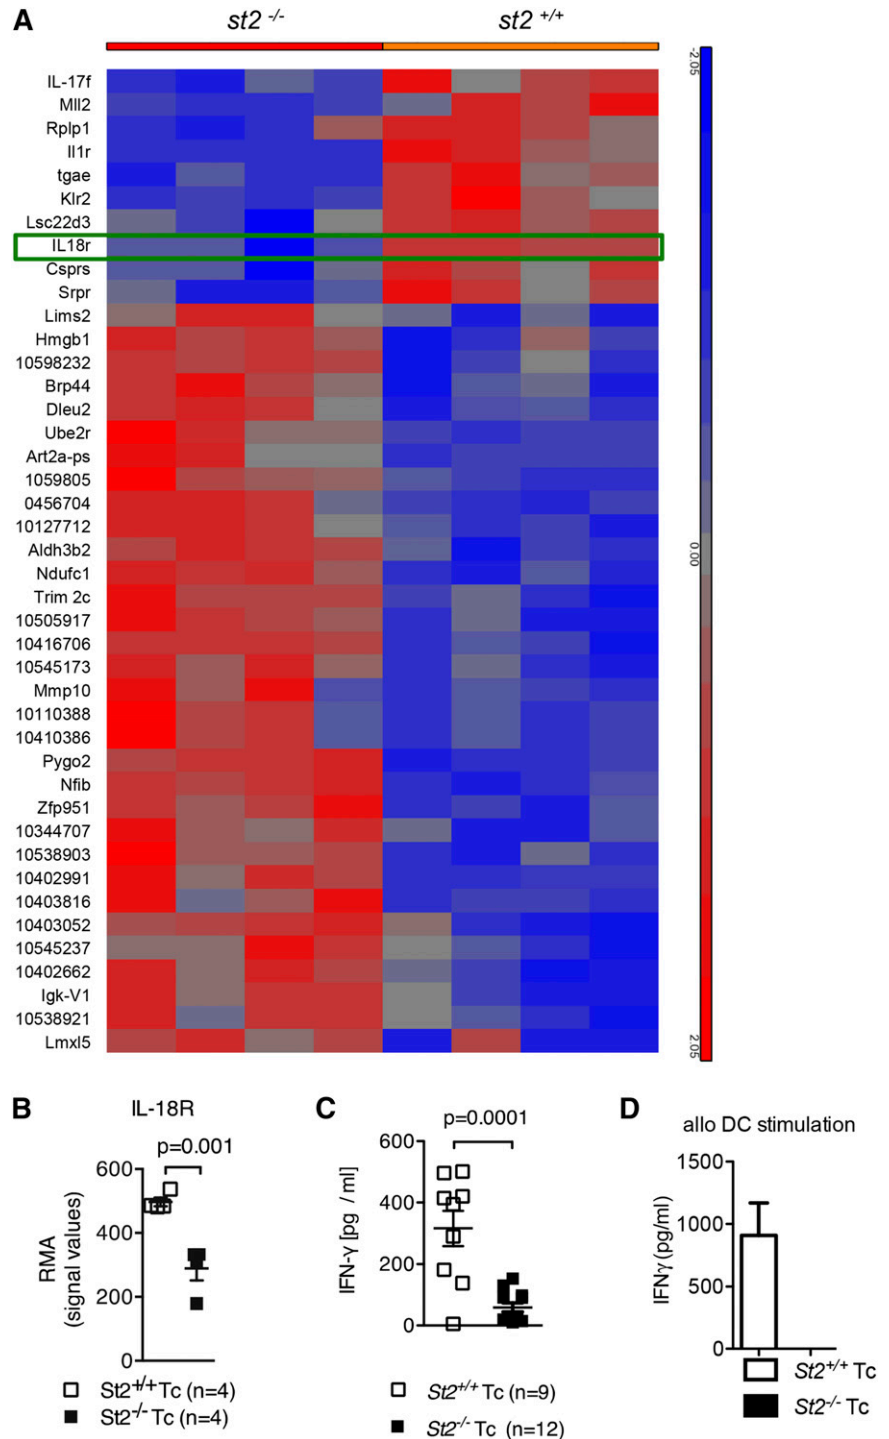 A
st2 -/-
st2 +/+
IL-17f
Mll2
Rplp1
Il1r
tgae
Klr2
Lsc22d3
IL18r
Csprs
Srpr
Lims2
Hmgb1
10598232
Brp44
Dleu2
Ube2r
Art2a-ps
1059805
0456704
10127712
Aldh3b2
Ndufc1
Trim 2c
10505917
10416706
10545173
Mmp10
10110388
10410386
Pygo2
Nfib
Zfp951
10344707
10538903
10402991
10403816
10403052
10545237
10402662
Igk-V1
10538921
Lmxl5
-2.05
0.00
2.05
B
IL-18R
p=0.001
RMA
(signal values)
600
400
200
0
St2+/+ Tc (n=4)
St2-/- Tc (n=4)
C
p=0.0001
IFN-γ [pg / ml]
600
400
200
0
St2+/+ Tc (n=9)
St2-/- Tc (n=12)
D
allo DC stimulation
IFNγ (pg/ml)
1500
1000
500
0
St2+/+ Tc
St2-/- Tc